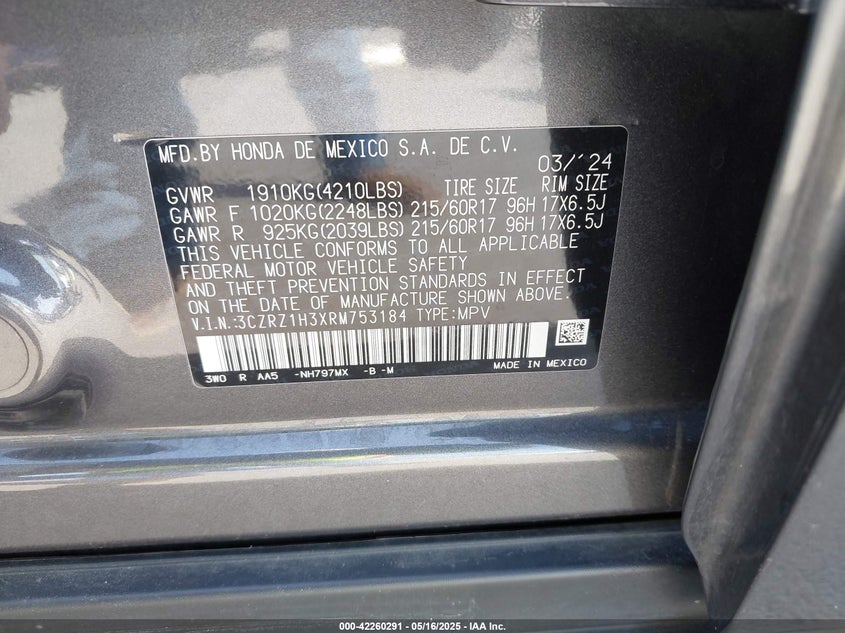 MFD.BY HONDA DE MEXICO S.A. DE C.V.
03/'24
GVWR 1910KG(4210LBS) TIRE SIZE RIM SIZE
GAWR F 1020KG(2248LBS) 215/60R17 96H 17X6.5J
GAWR R 925KG(2039LBS) 215/60R17 96H 17X6.5J
THIS VEHICLE CONFORMS TO ALL APPLICABLE
FEDERAL MOTOR VEHICLE SAFETY
AND THEFT PREVENTION STANDARDS IN EFFECT
ON THE DATE OF MANUFACTURE SHOWN ABOVE.
V.I.N.:3CZRZ1H3XRM753184 TYPE:MPV
3W0 R AA5 -NH797MX -B -M MADE IN MEXICO
000-42260291 - 05/16/2025 - IAA Inc.